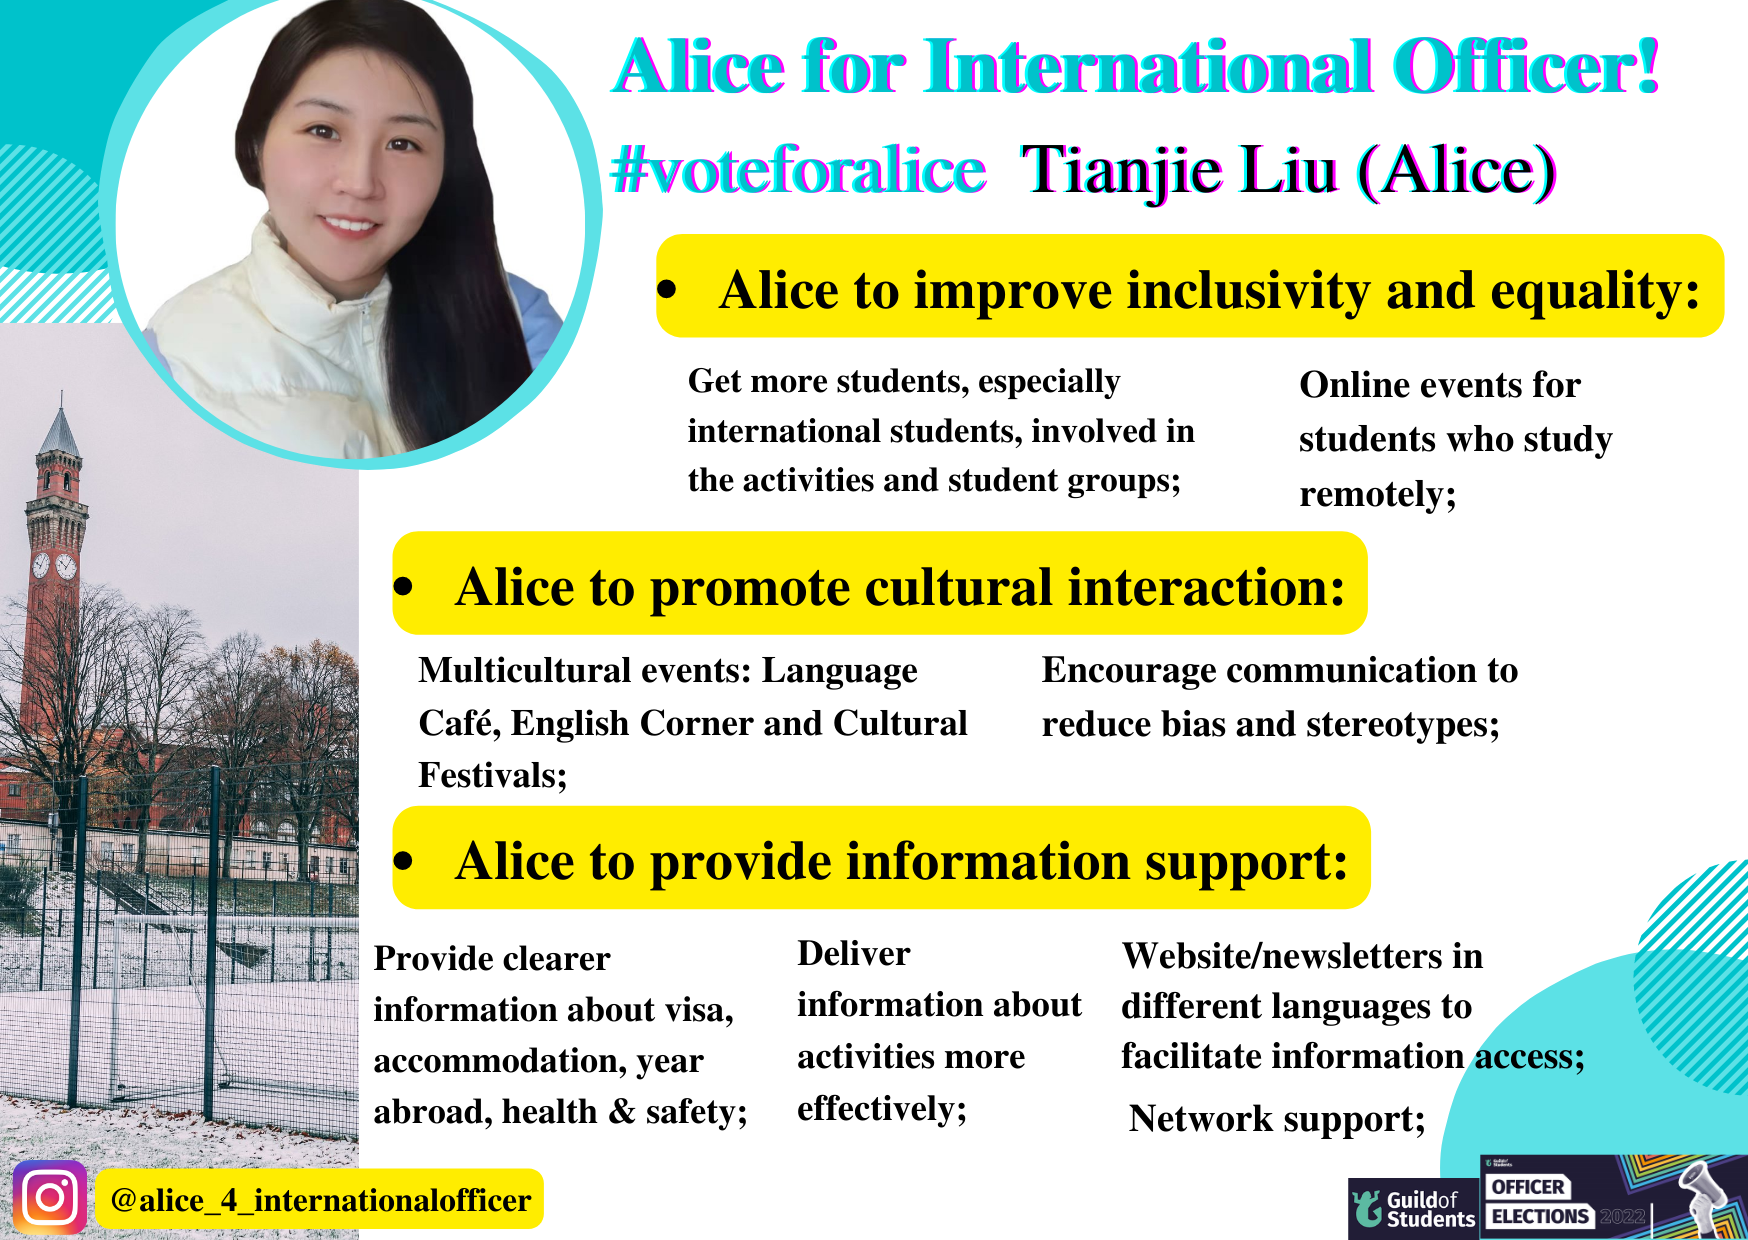 Alice for International Officer!
#voteforalice Tianjie Liu (Alice)
• Alice to improve inclusivity and equality:
Get more students, especially
international students, involved in
the activities and student groups;
Online events for
students who study
remotely;
• Alice to promote cultural interaction:
Multicultural events: Language
Café, English Corner and Cultural
Festivals;
Encourage communication to
reduce bias and stereotypes;
• Alice to provide information support:
Provide clearer
information about visa,
accommodation, year
abroad, health & safety;
Deliver
information about
activities more
effectively;
Website/newsletters in
different languages to
facilitate information access;
Network support;
@alice_4_internationalofficer
Guildof
Students
Guildof
Students
OFFICER
ELECTIONS 2022